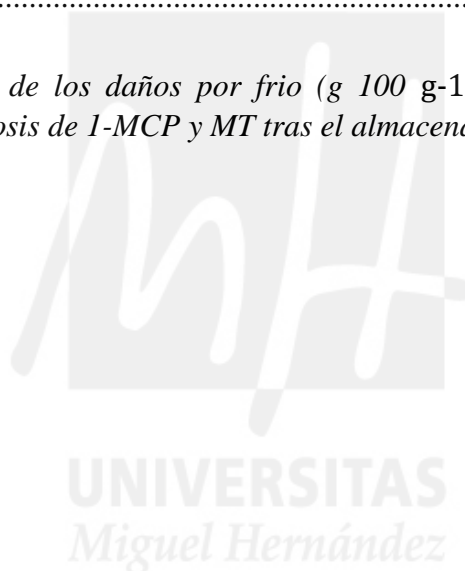 de los daños por frio (g 100 g-1
osis de 1-MCP y MT tras el almacena
UNIVERSITAS
Miguel Hernández